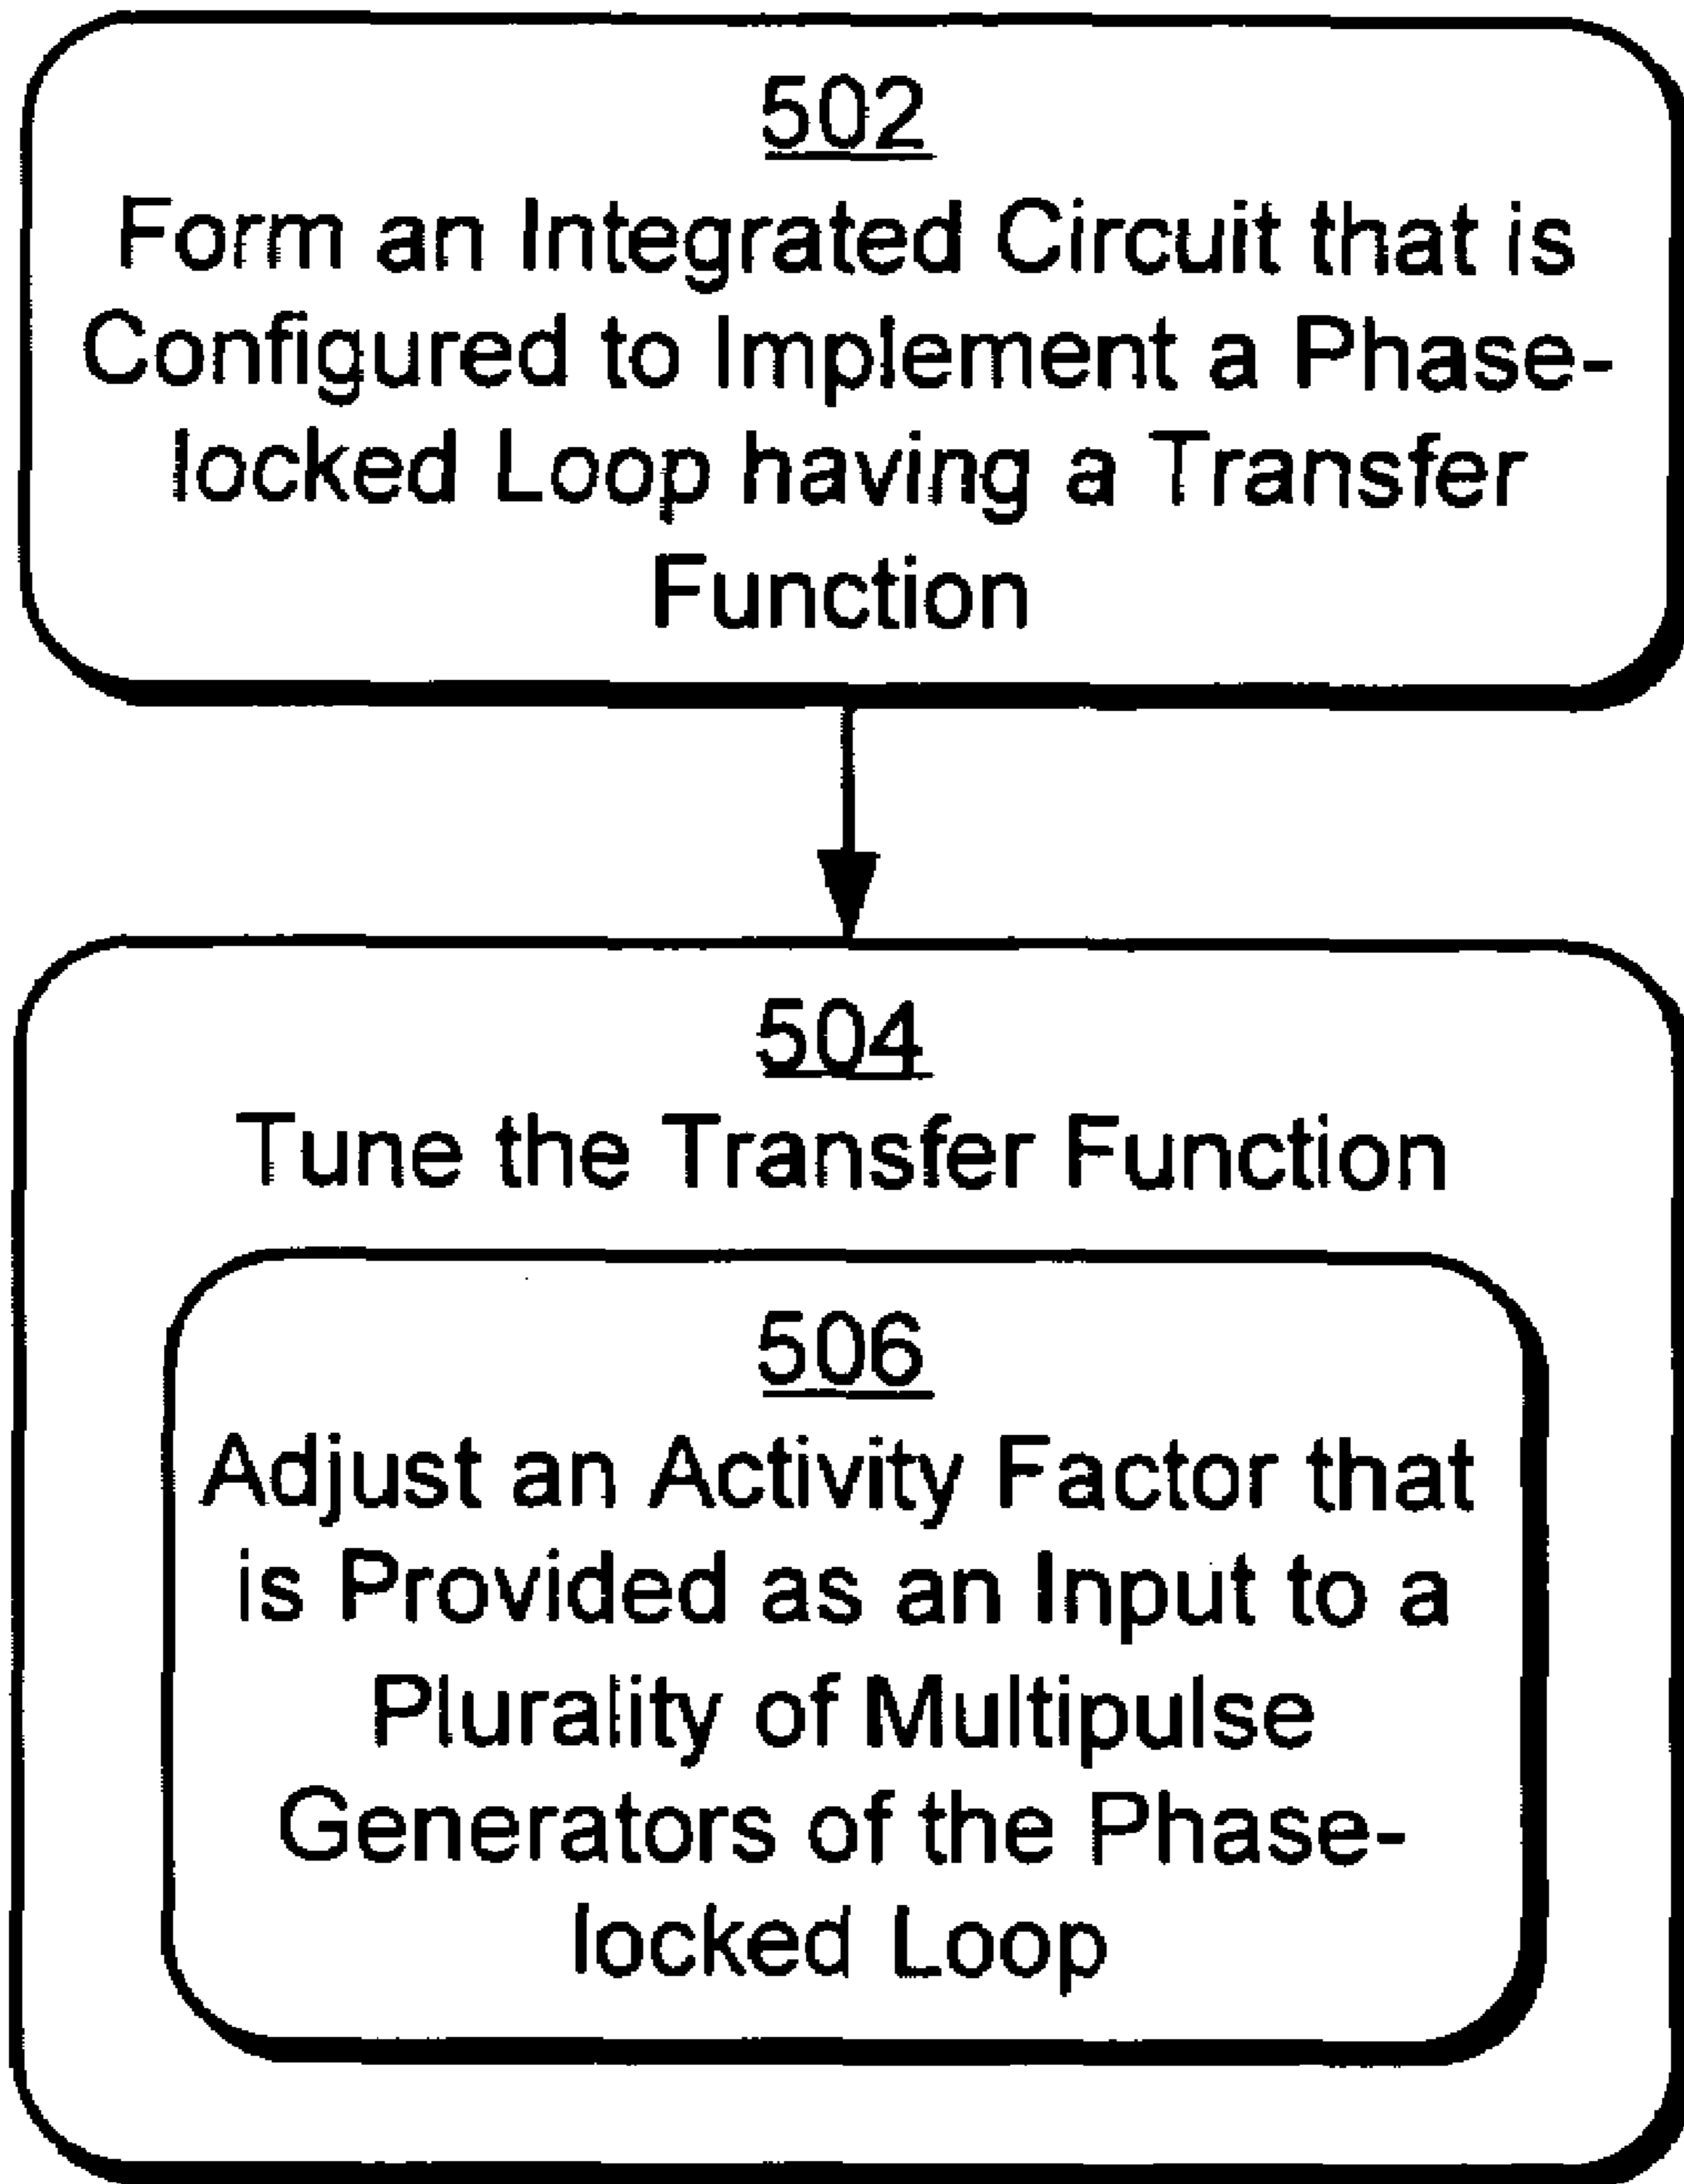 502
Form an Integrated Circuit that is
Configured to Implement a Phase-
locked Loop having a Transfer
Function
504
Tune the Transfer Function
506
Adjust an Activity Factor that
is Provided as an Input to a
Plurality of Multipulse
Generators of the Phase-
locked Loop